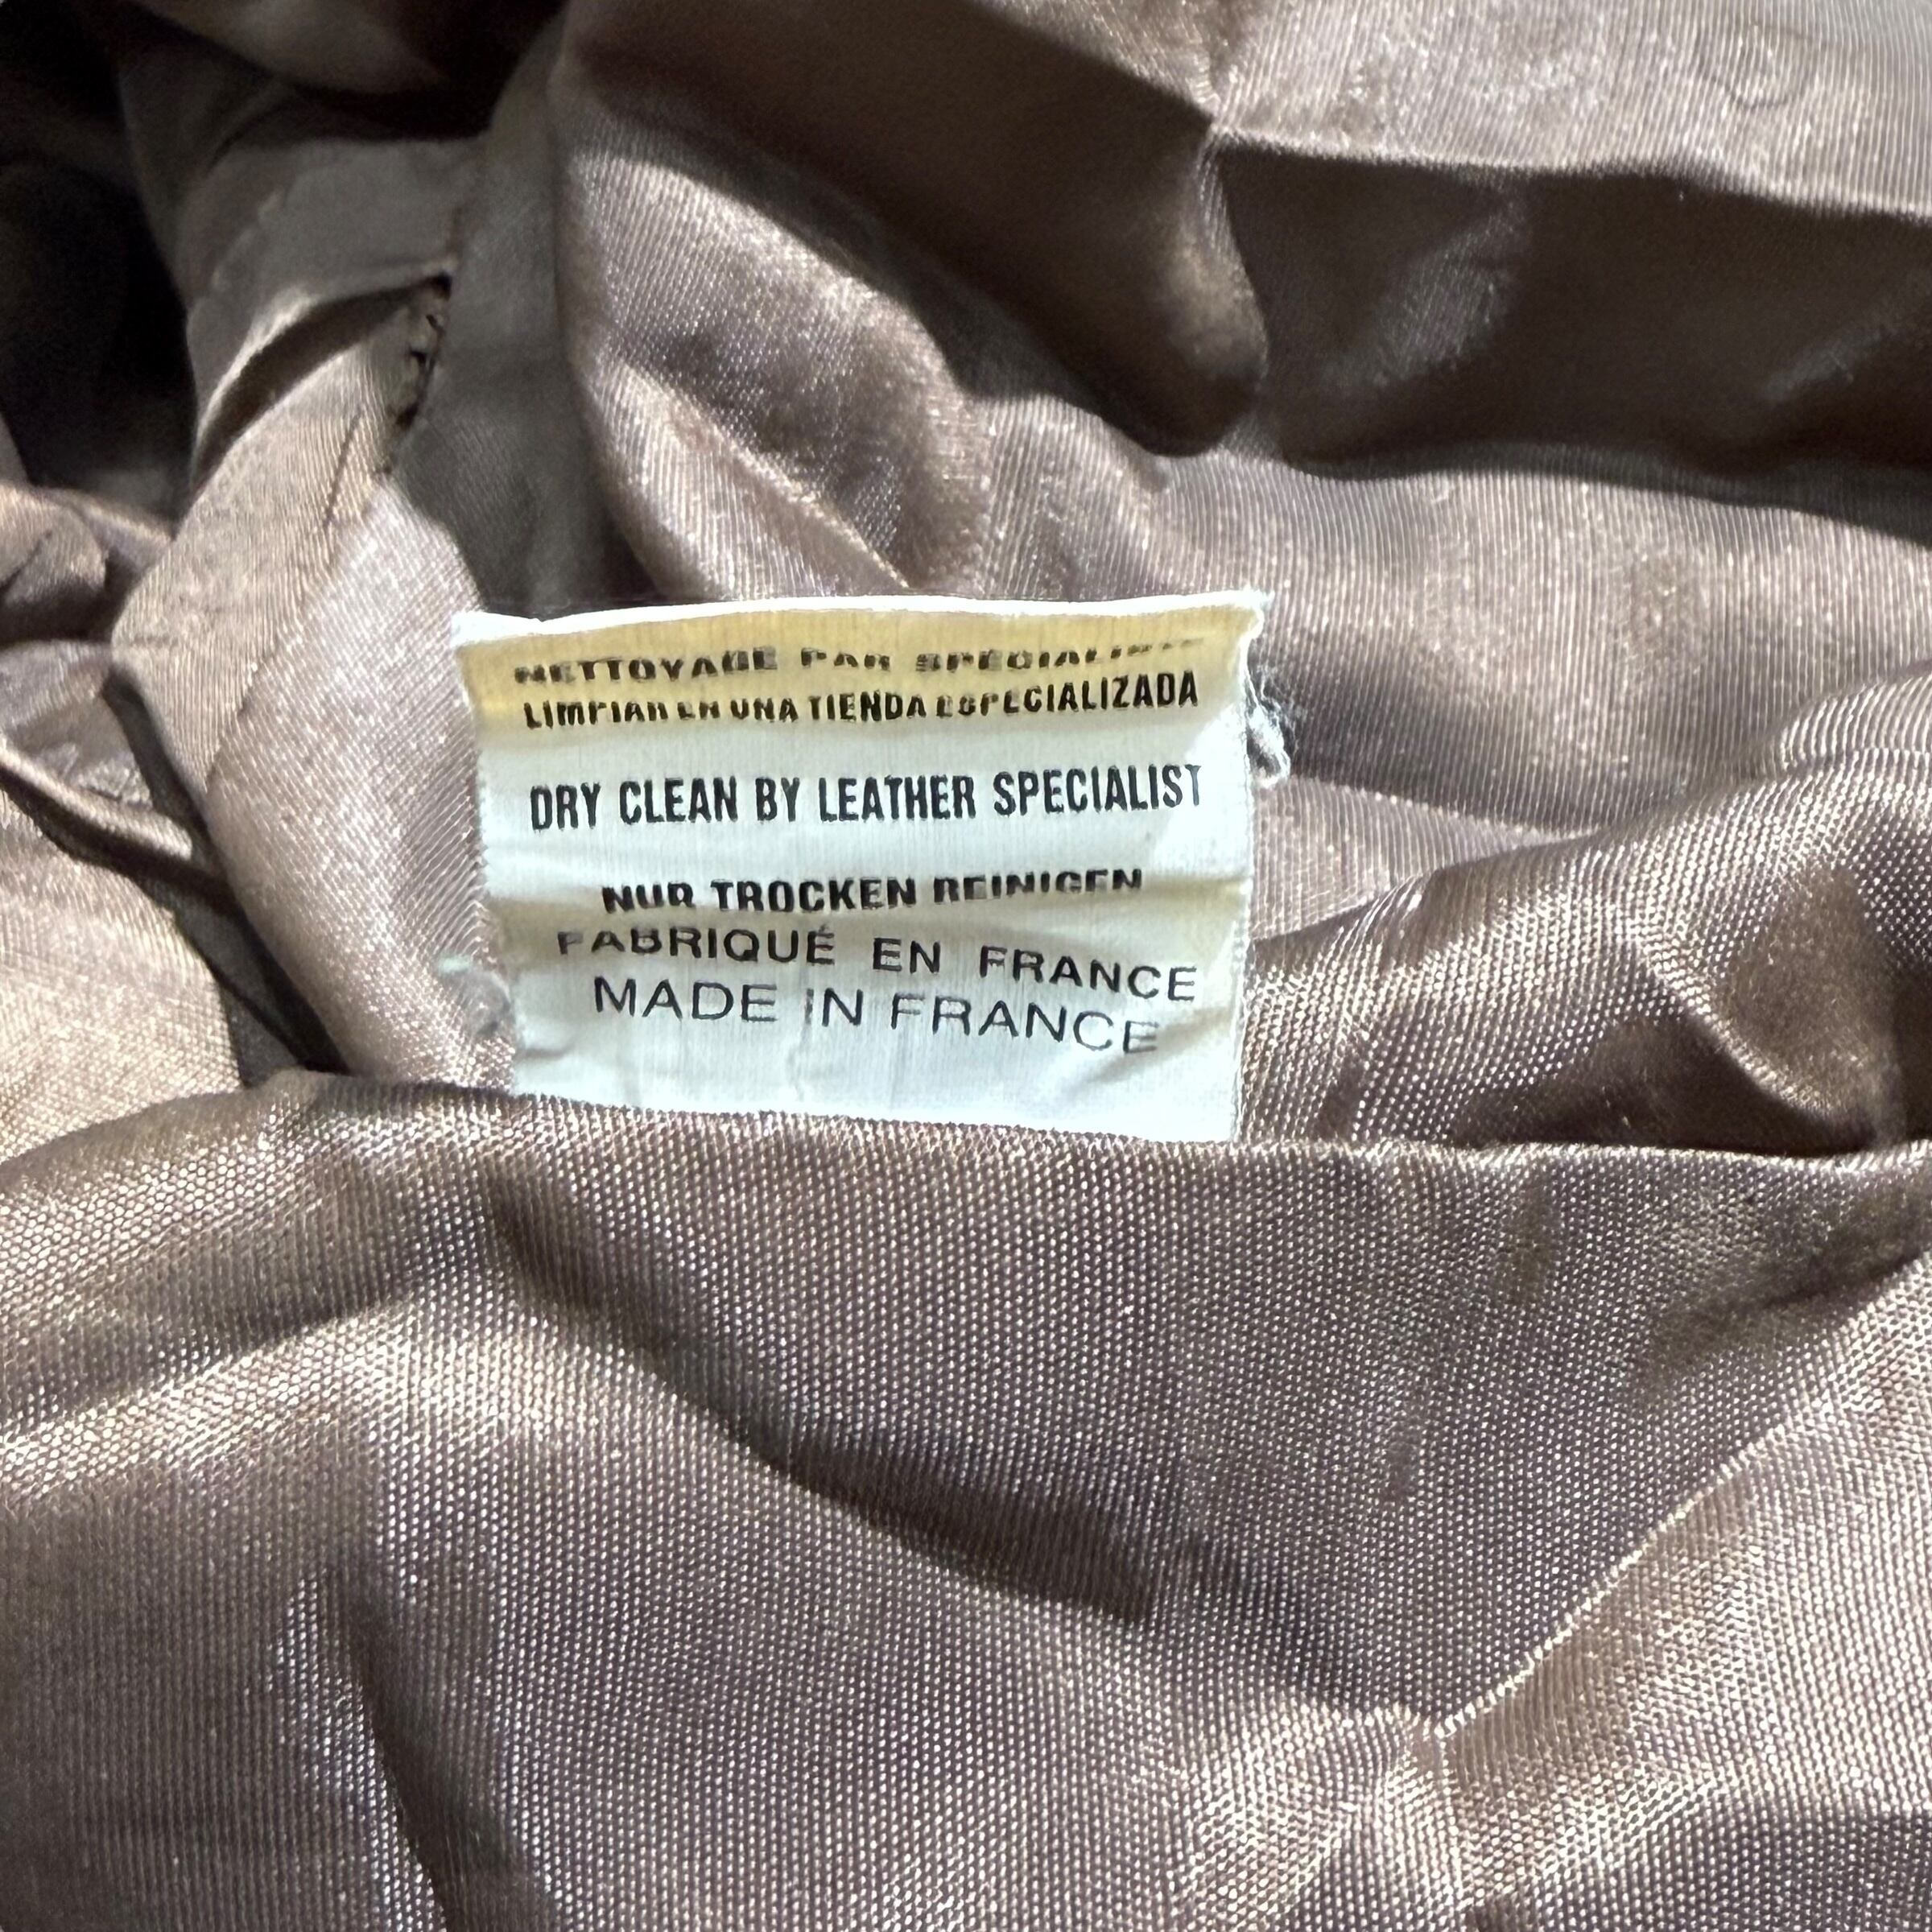 NETTOYAGE PAR SPÉCIALISTE
LIMPIAR EN UNA TIENDA ESPECIALIZADA
DRY CLEAN BY LEATHER SPECIALIST
NUR TROCKEN REINIGEN
FABRIQUÉ EN FRANCE
MADE IN FRANCE